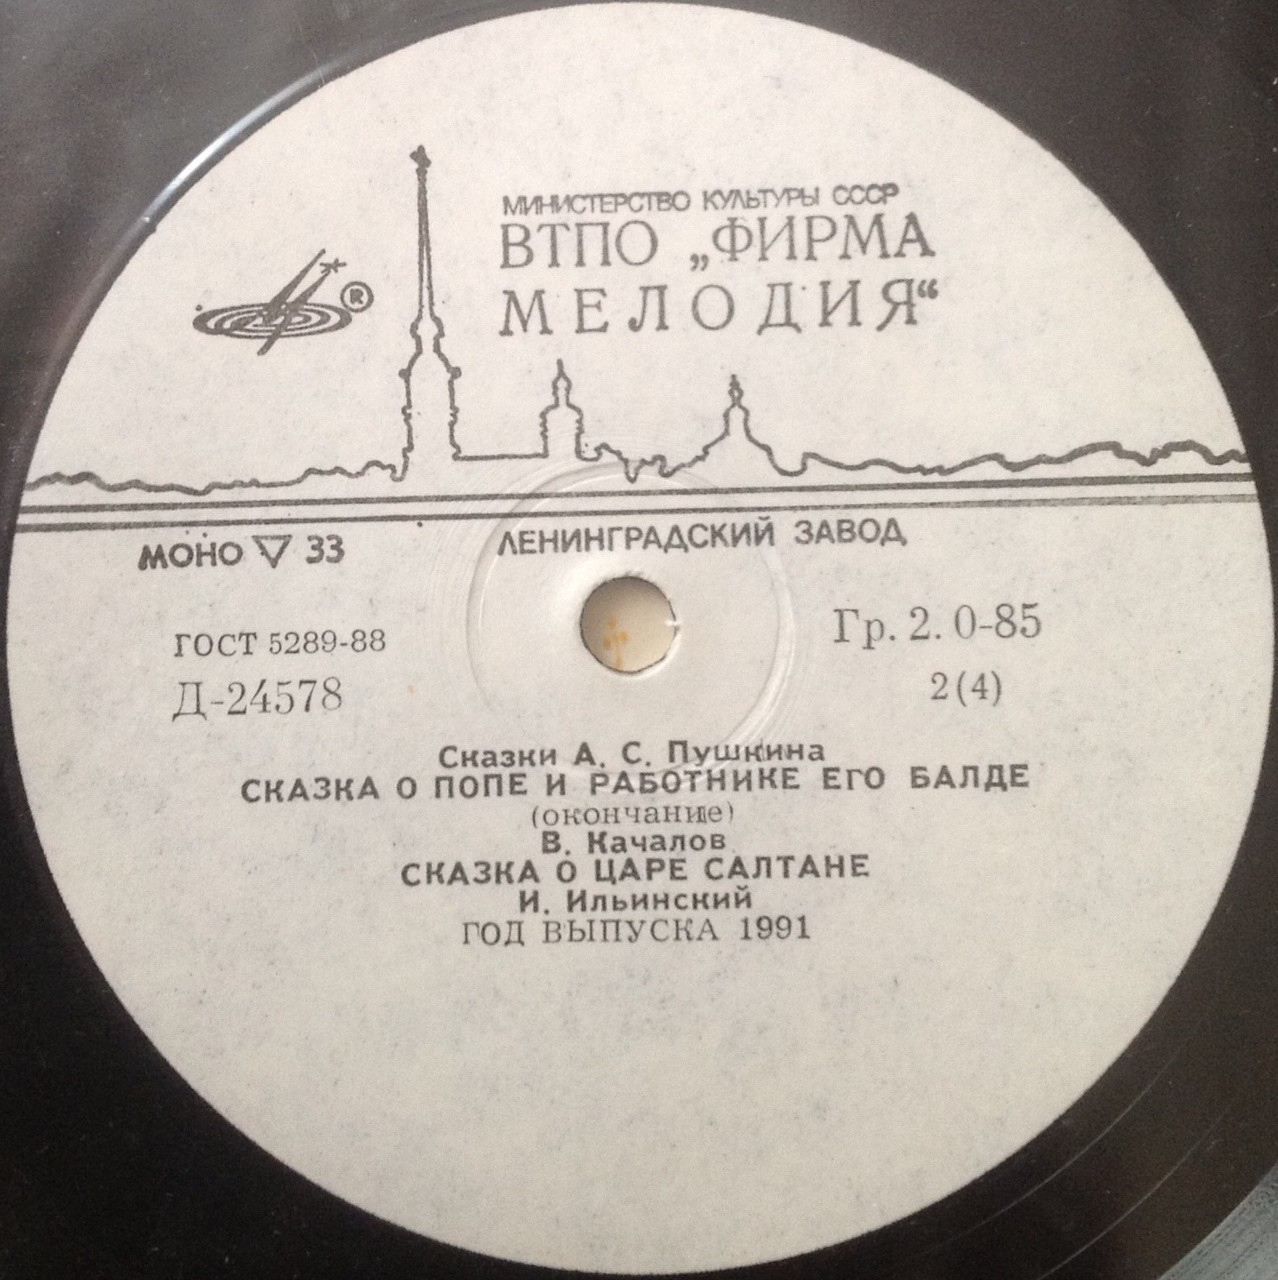 МИНИСТЕРСТВО КУЛЬТУРЫ СССР
ВТПО „ФИРМА
МЕЛОДИЯ“
®
МОНО ▽ 33
ЛЕНИНГРАДСКИЙ ЗАВОД
ГОСТ 5289-88
Гр. 2. 0-85
Д-24578
2(4)
Сказки А. С. Пушкина
СКАЗКА О ПОПЕ И РАБОТНИКЕ ЕГО БАЛДЕ
(окончание)
В. Качалов
СКАЗКА О ЦАРЕ САЛТАНЕ
И. Ильинский
ГОД ВЫПУСКА 1991